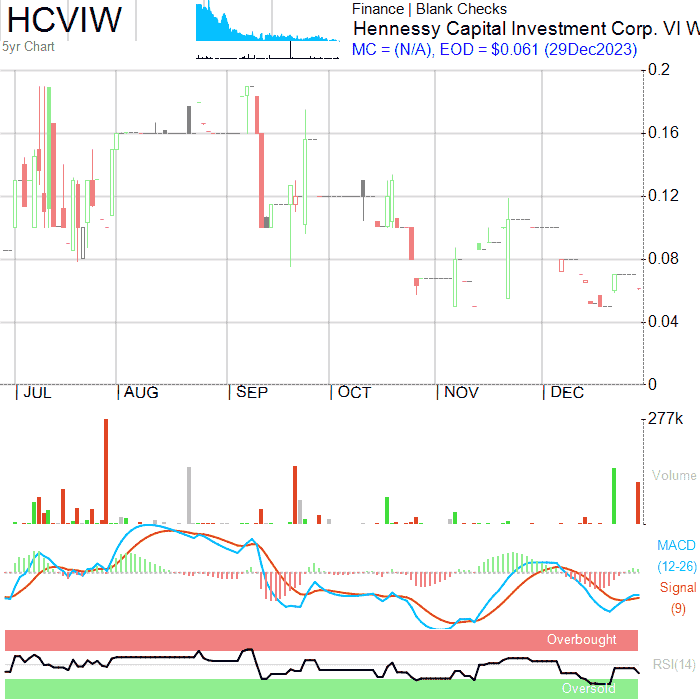 HCVIW
5yr Chart
Finance | Blank Checks
Hennessy Capital Investment Corp. VI W
MC = (N/A), EOD = $0.061 (29Dec2023)
0.2
0.16
0.12
0.08
0.04
0
JUL AUG SEP OCT NOV DEC
277k
Volume
MACD
(12-26)
Signal
(9)
Overbought
RSI(14)
Oversold